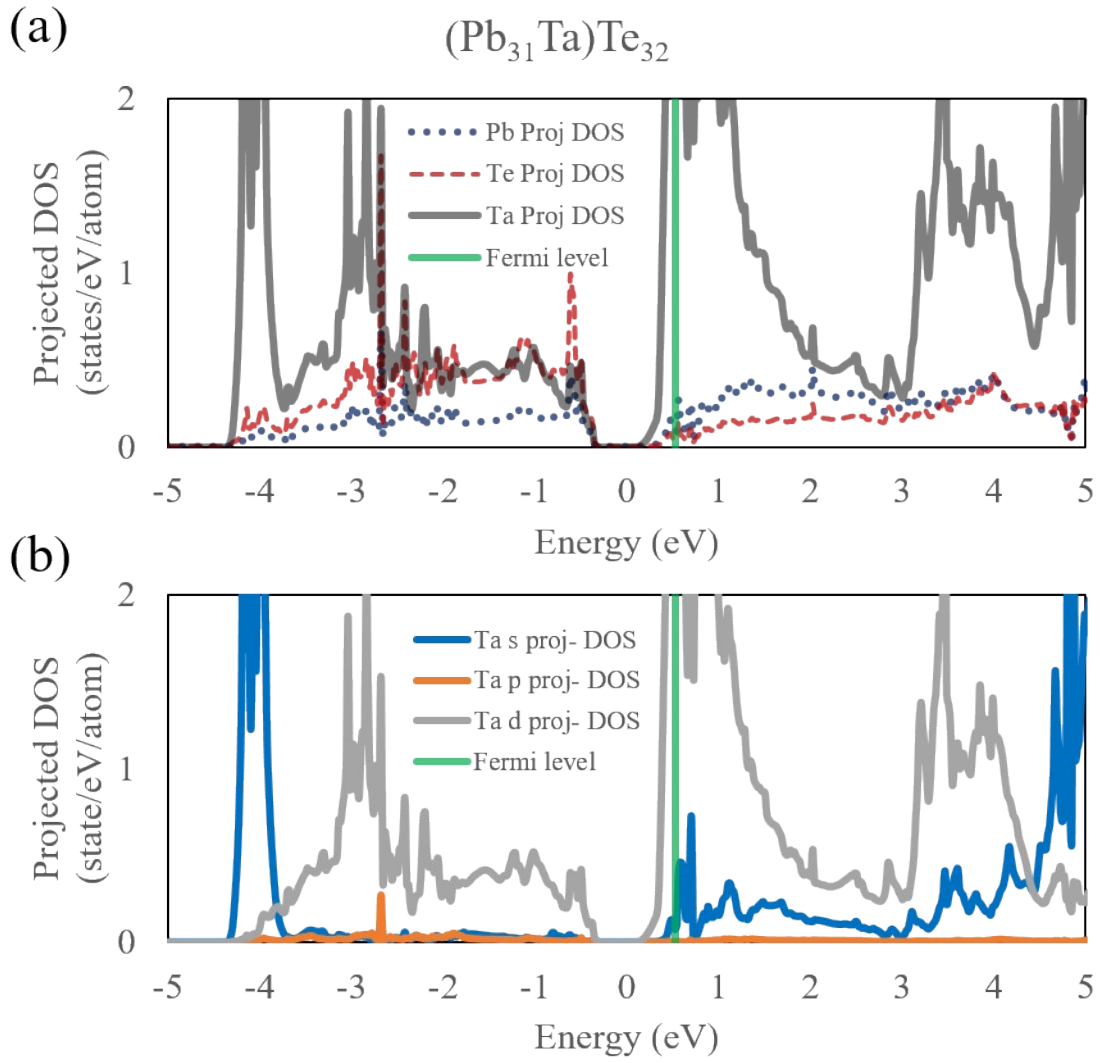 (a)
(Pb31Ta)Te32
Projected DOS
(states/eV/atom)
2
1
0
Pb Proj DOS
Te Proj DOS
Ta Proj DOS
Fermi level
-5 -4 -3 -2 -1 0 1 2 3 4 5
Energy (eV)
(b)
Projected DOS
(state/eV/atom)
2
1
0
Ta s proj- DOS
Ta p proj- DOS
Ta d proj- DOS
Fermi level
-5 -4 -3 -2 -1 0 1 2 3 4 5
Energy (eV)